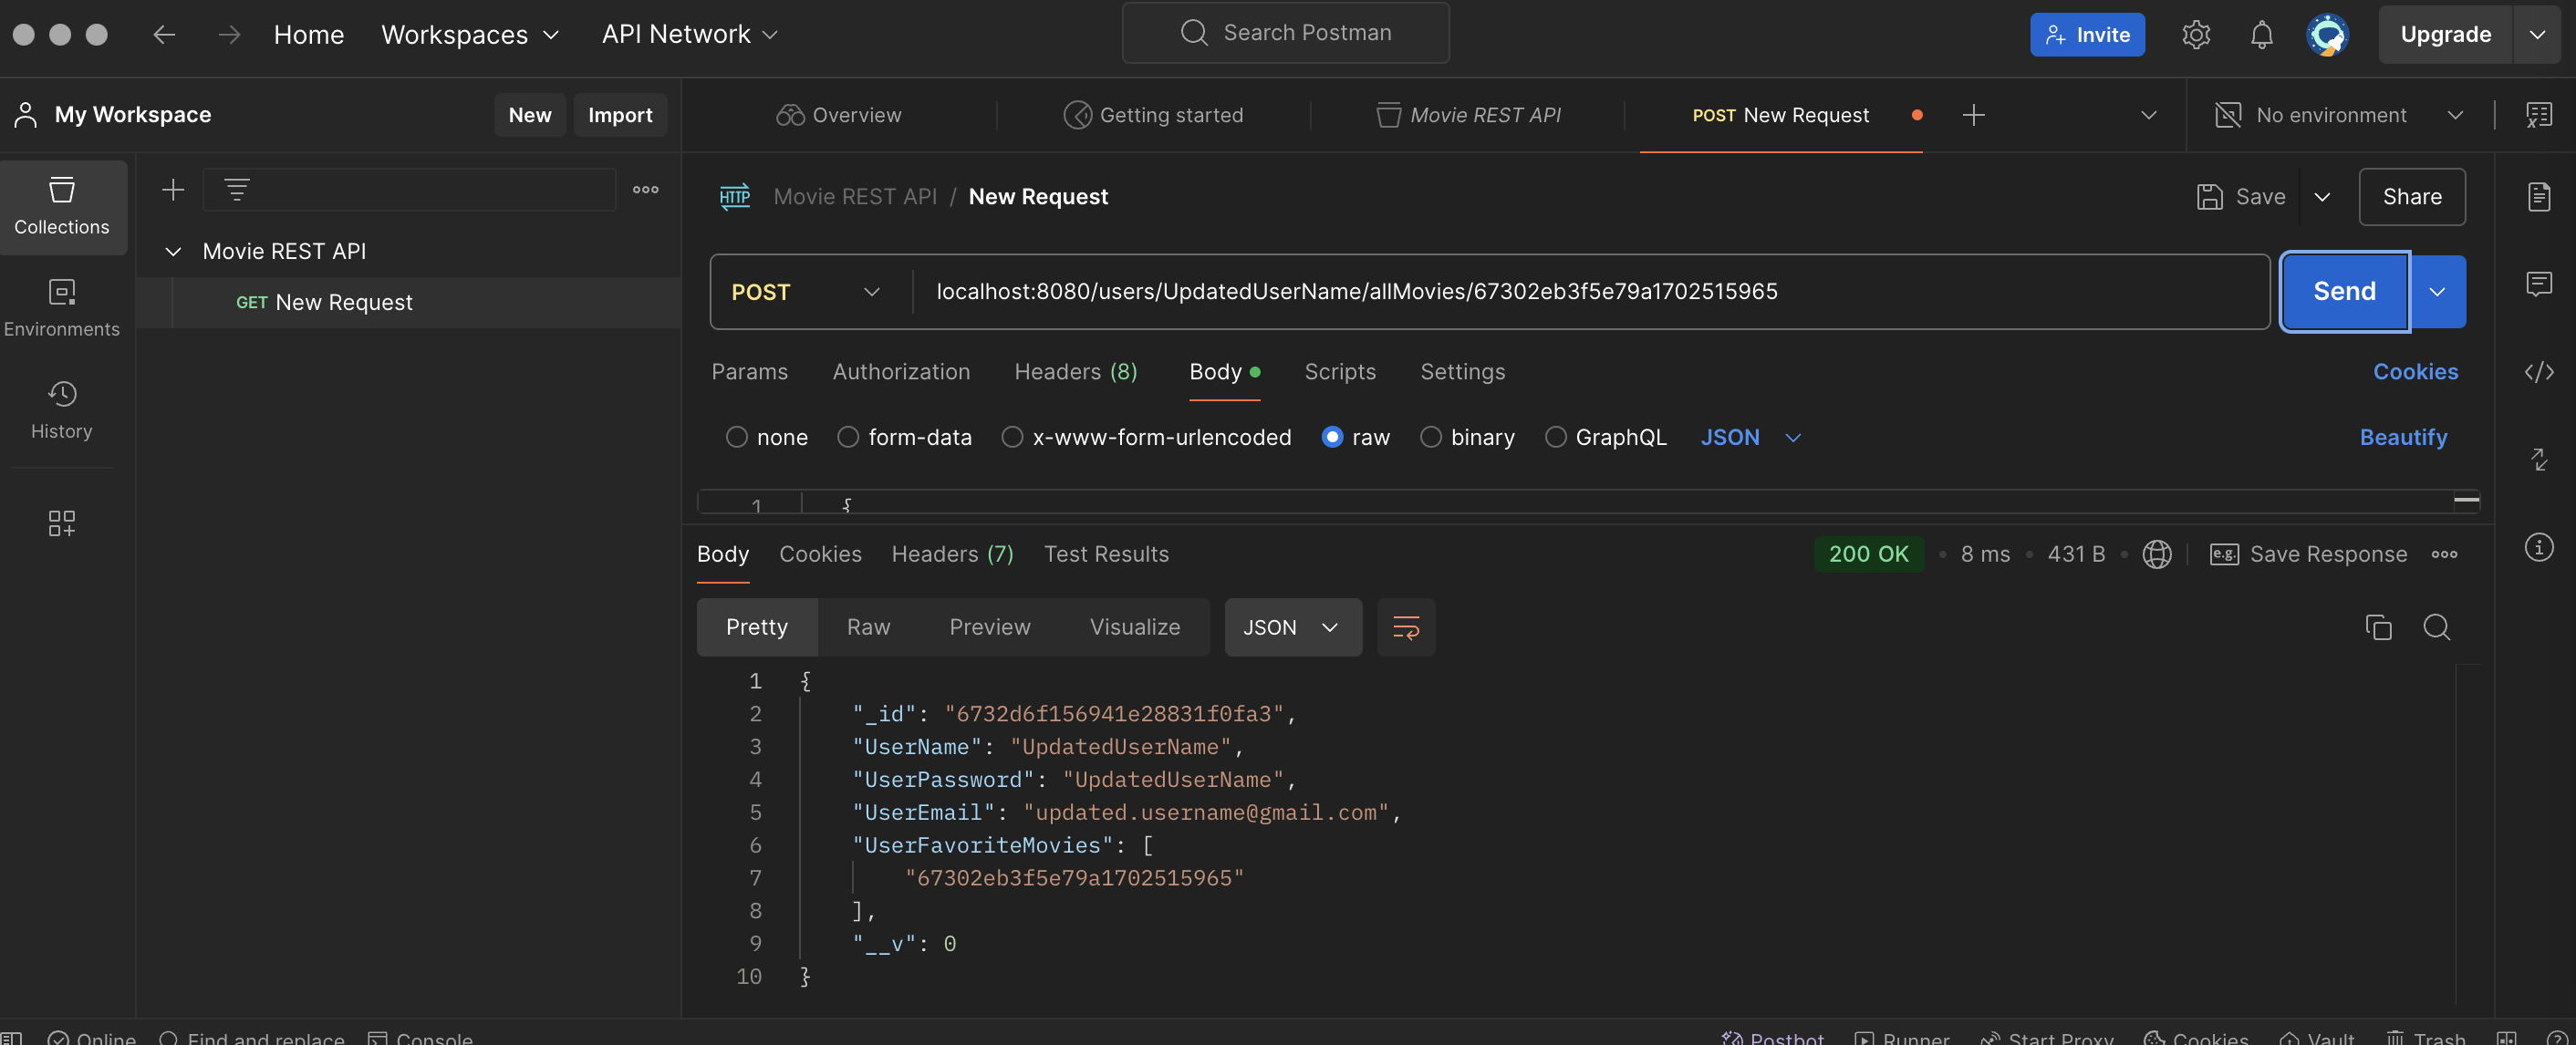 Home Workspaces API Network Search Postman Invite Upgrade
My Workspace New Import Overview Getting started Movie REST API POST New Request No environment
Collections
Environments
History
Movie REST API
GET New Request
HTTP Movie REST API / New Request Save Share
POST localhost:8080/users/UpdatedUserName/allMovies/67302eb3f5e79a1702515965 Send
Params Authorization Headers (8) Body Scripts Settings Cookies
none form-data x-www-form-urlencoded raw binary GraphQL JSON Beautify
1 {
Body Cookies Headers (7) Test Results 200 OK 8 ms 431 B e.g. Save Response
Pretty Raw Preview Visualize JSON
1 {
2 "_id": "6732d6f156941e28831f0fa3",
3 "UserName": "UpdatedUserName",
4 "UserPassword": "UpdatedUserName",
5 "UserEmail": "updated.username@gmail.com",
6 "UserFavoriteMovies": [
7 "67302eb3f5e79a1702515965"
8 ],
9 "__v": 0
10 }
Online Find and replace Console Postbot Runner Start Proxy Cookies Vault Trash